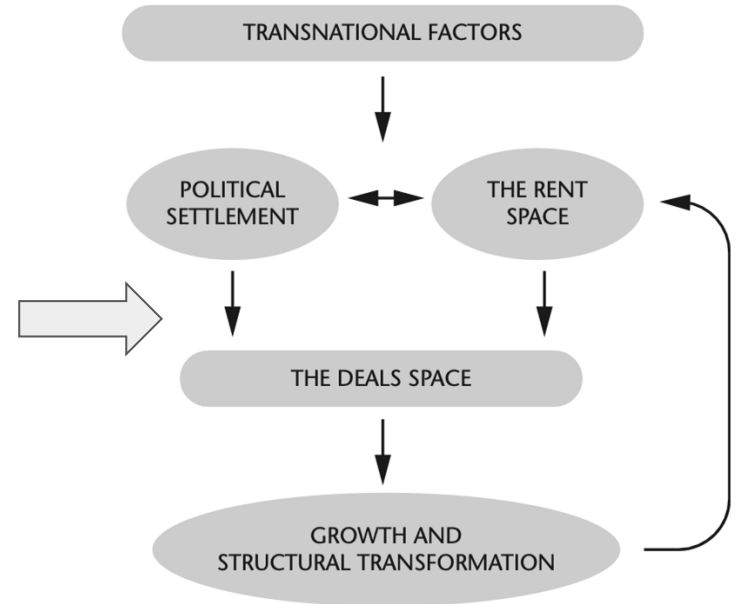 TRANSNATIONAL FACTORS
POLITICAL
SETTLEMENT
THE RENT
SPACE
THE DEALS SPACE
GROWTH AND
STRUCTURAL TRANSFORMATION